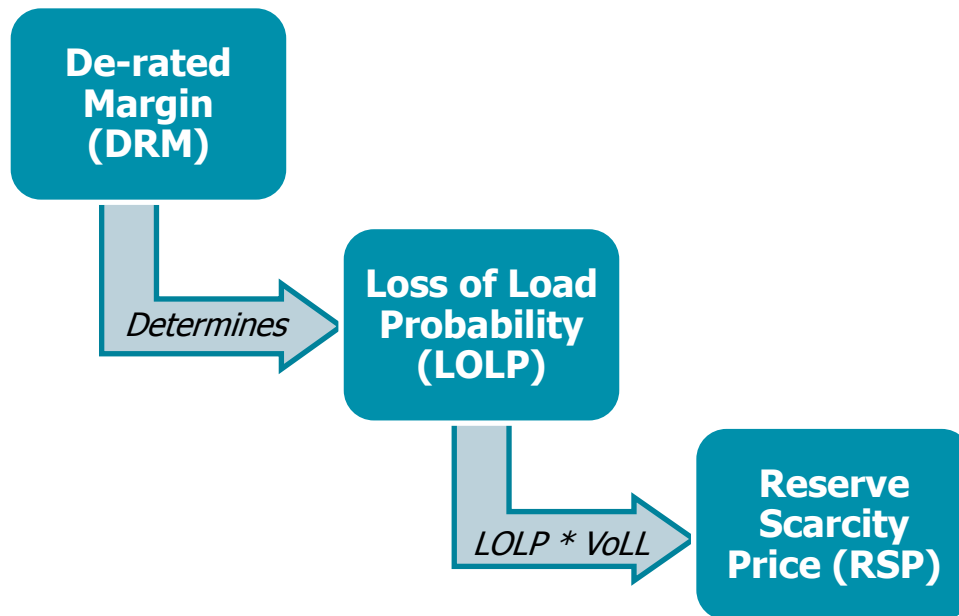 De-rated
Margin
(DRM)
Determines
Loss of Load
Probability
(LOLP)
LOLP * VoLL
Reserve
Scarcity
Price (RSP)